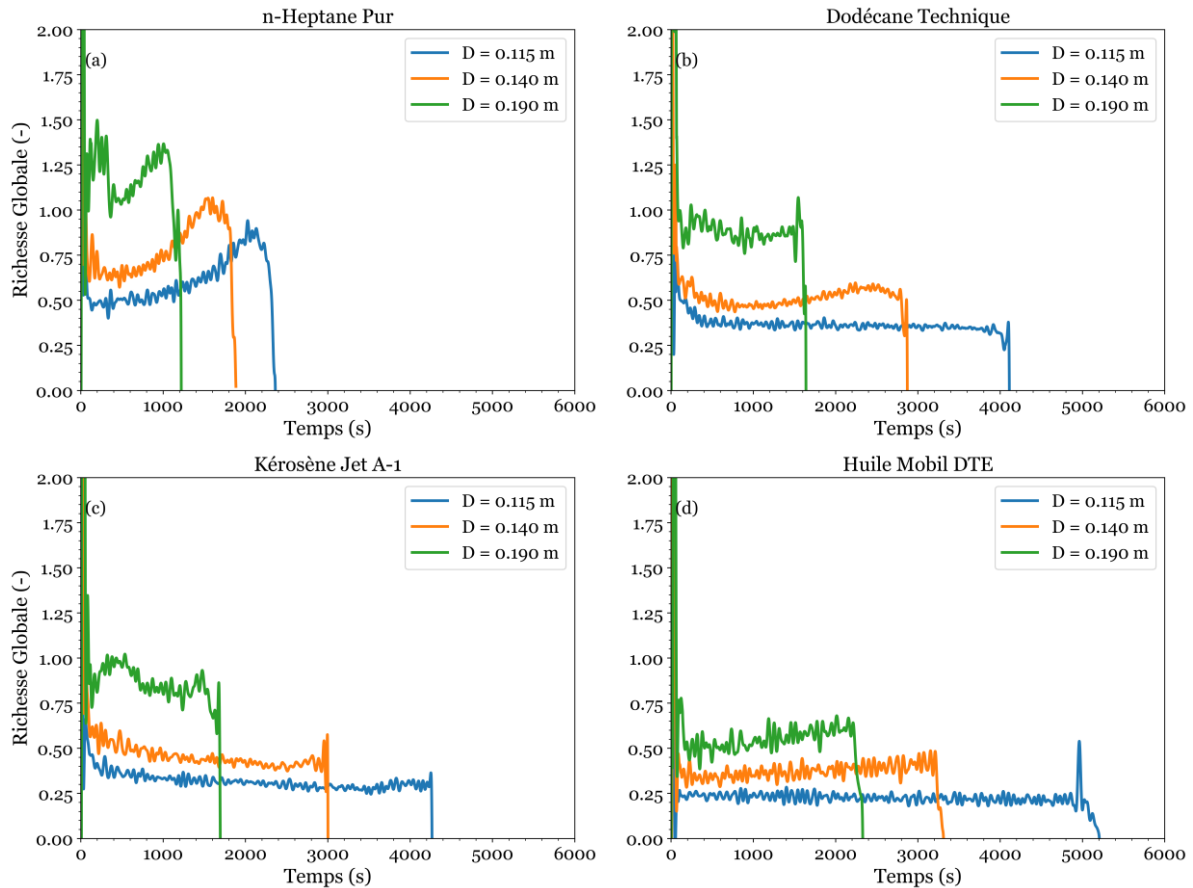 n-Heptane Pur
2.00
1.75
1.50
1.25
1.00
0.75
0.50
0.25
0.00
Richesse Globale (-)
(a)
D = 0.115 m
D = 0.140 m
D = 0.190 m
0
1000
2000
3000
4000
5000
6000
Temps (s)
Dodécane Technique
2.00
1.75
1.50
1.25
1.00
0.75
0.50
0.25
0.00
(b)
D = 0.115 m
D = 0.140 m
D = 0.190 m
0
1000
2000
3000
4000
5000
6000
Temps (s)
Kérosène Jet A-1
2.00
1.75
1.50
1.25
1.00
0.75
0.50
0.25
0.00
Richesse Globale (-)
(c)
D = 0.115 m
D = 0.140 m
D = 0.190 m
0
1000
2000
3000
4000
5000
6000
Temps (s)
Huile Mobil DTE
2.00
1.75
1.50
1.25
1.00
0.75
0.50
0.25
0.00
(d)
D = 0.115 m
D = 0.140 m
D = 0.190 m
0
1000
2000
3000
4000
5000
6000
Temps (s)